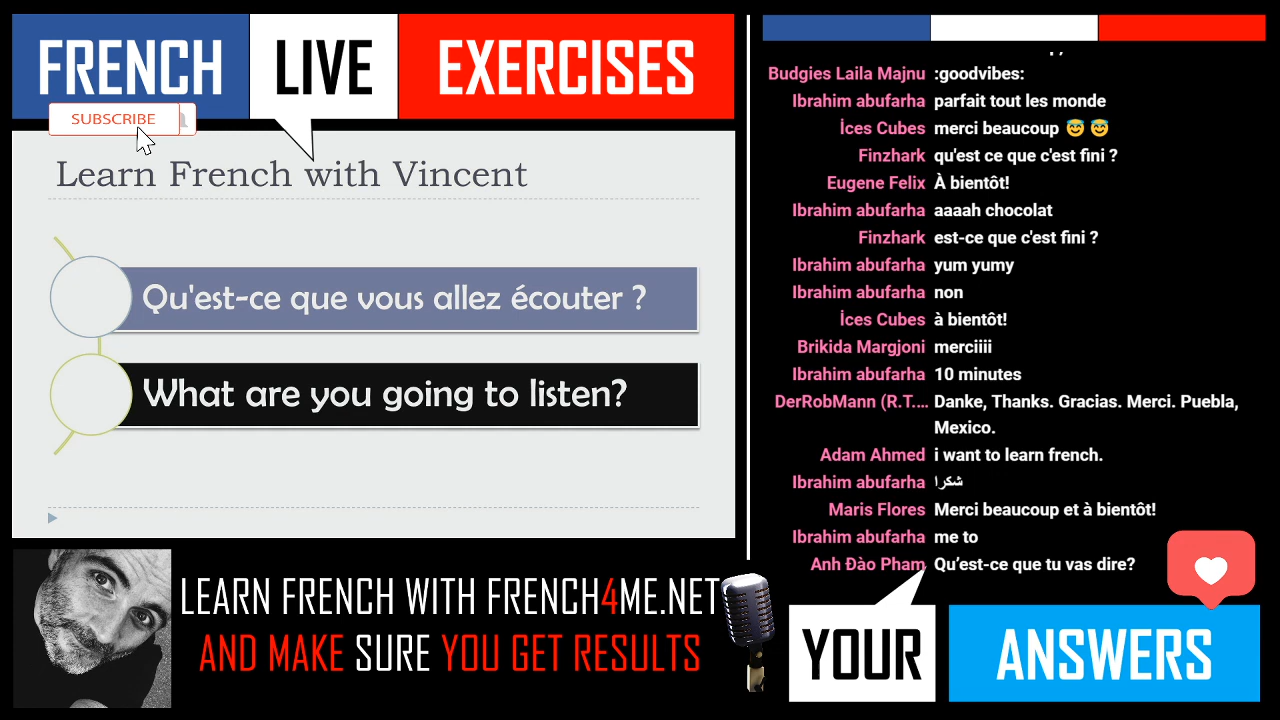 FRENCH LIVE EXERCISES
SUBSCRIBE
Learn French with Vincent
Qu'est-ce que vous allez écouter ?
What are you going to listen?
LEARN FRENCH WITH FRENCH4ME.NET
AND MAKE SURE YOU GET RESULTS
Budgies Laila Majnu :goodvibes:
Ibrahim abufarha parfait tout les monde
İces Cubes merci beaucoup 😇 😇
Finzhark qu'est ce que c'est fini ?
Eugene Felix À bientôt!
Ibrahim abufarha aaaah chocolat
Finzhark est-ce que c'est fini ?
Ibrahim abufarha yum yumy
Ibrahim abufarha non
İces Cubes à bientôt!
Brikida Margjoni merciiii
Ibrahim abufarha 10 minutes
DerRobMann (R.T.... Danke, Thanks. Gracias. Merci. Puebla,
Mexico.
Adam Ahmed i want to learn french.
Ibrahim abufarha شكرا
Maris Flores Merci beaucoup et à bientôt!
Ibrahim abufarha me to
Anh Đào Pham Qu’est-ce que tu vas dire?
YOUR ANSWERS